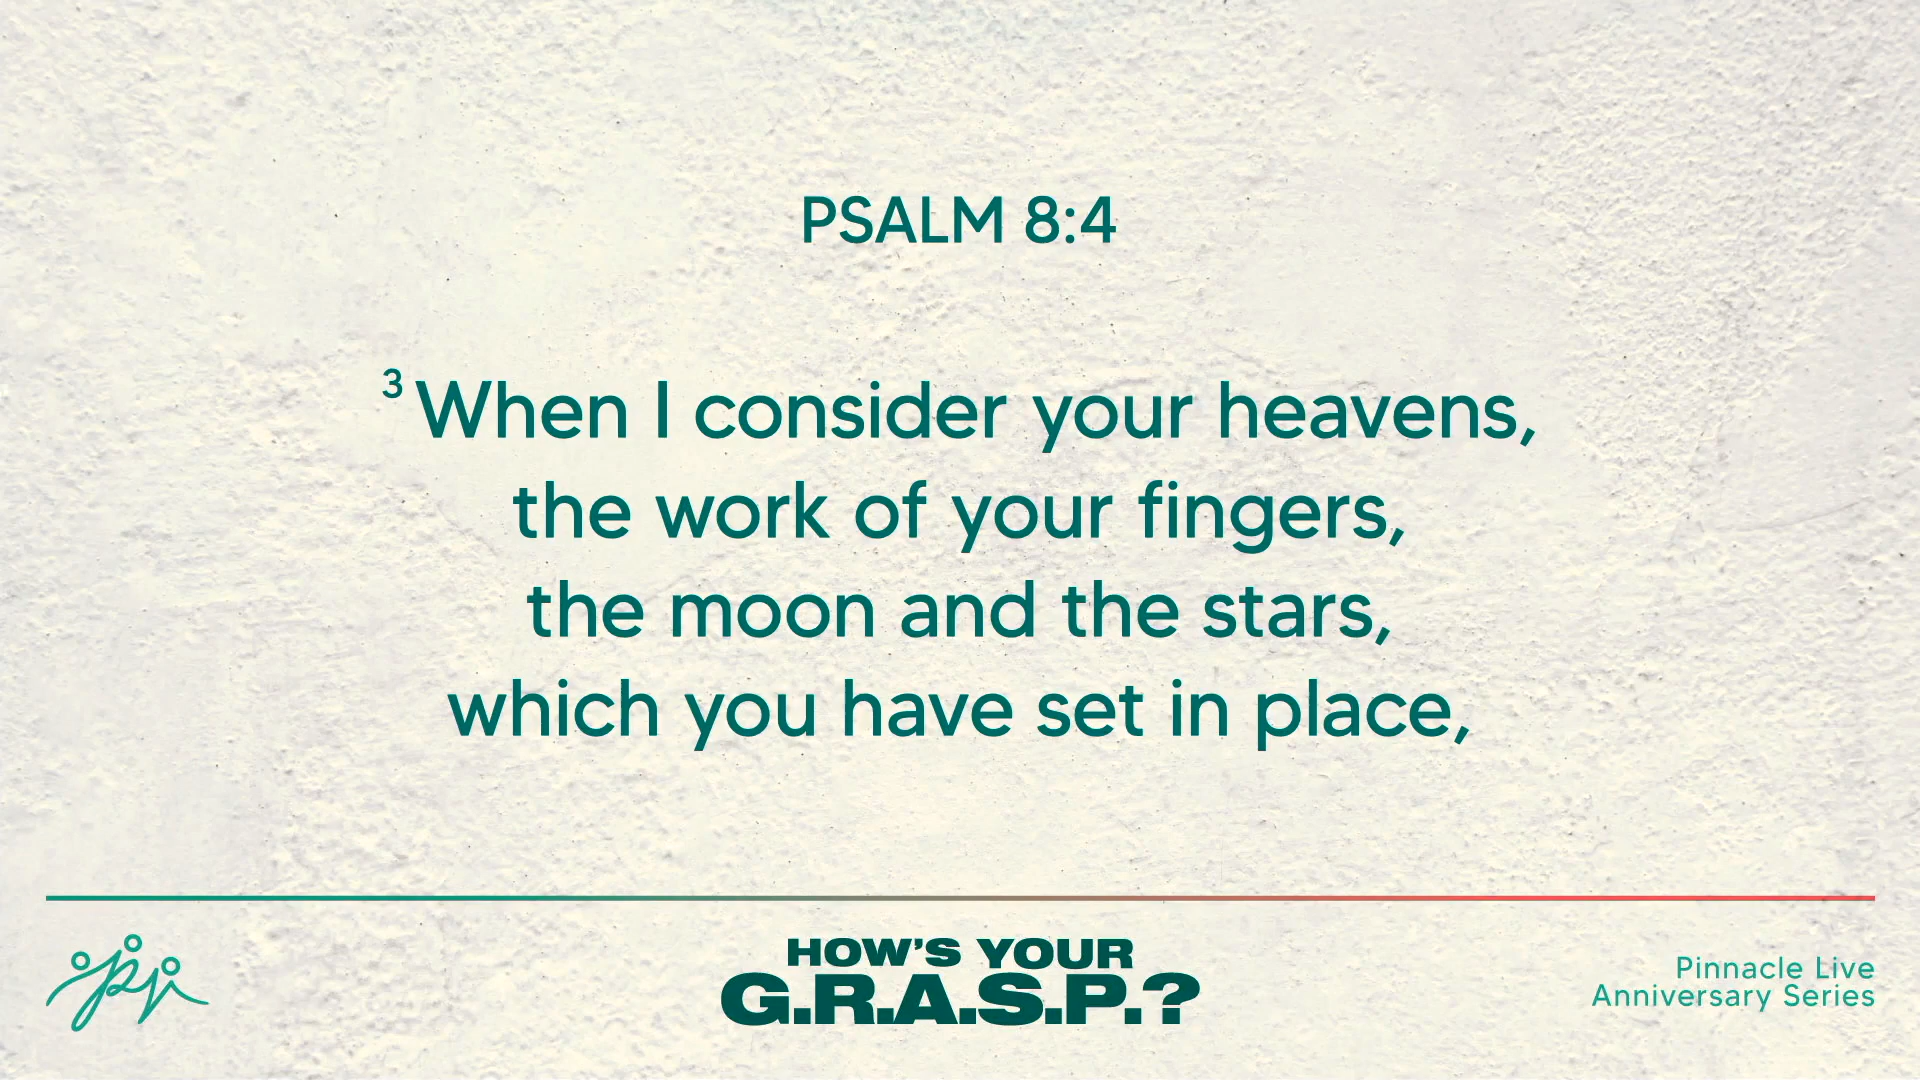 PSALM 8:4
3 When I consider your heavens,
the work of your fingers,
the moon and the stars,
which you have set in place,
HOW'S YOUR
G.R.A.S.P.?
Pinnacle Live
Anniversary Series